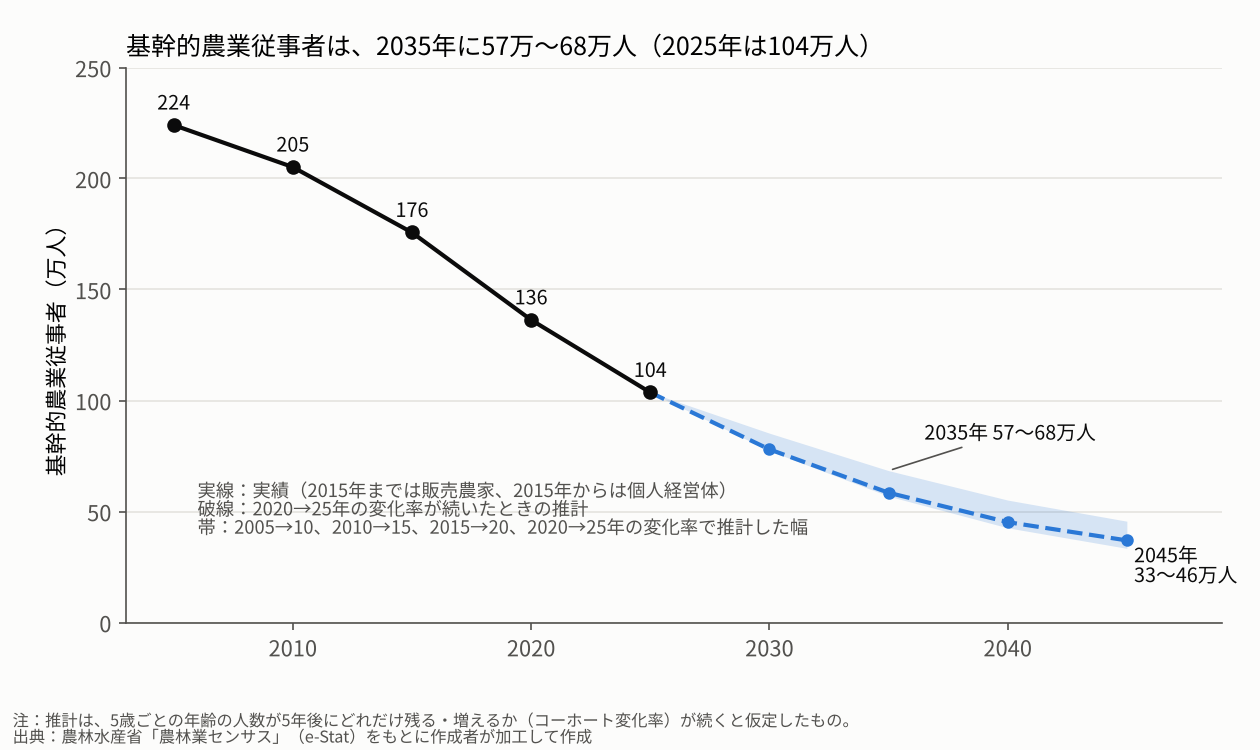 基幹的農業従事者は、2035年に57万～68万人（2025年は104万人）
基幹的農業従事者（万人）
250
200
150
100
50
0
224
205
176
136
104
2035年 57～68万人
実線：実績（2015年までは販売農家、2015年からは個人経営体）
破線：2020→25年の変化率が続いたときの推計
帯：2005→10、2010→15、2015→20、2020→25年の変化率で推計した幅
2045年
33～46万人
2010
2020
2030
2040
注：推計は、5歳ごとの年齢の人数が5年後にどれだけ残る・増えるか（コーホート変化率）が続くと仮定したもの。
出典：農林水産省「農林業センサス」（e-Stat）をもとに作成者が加工して作成